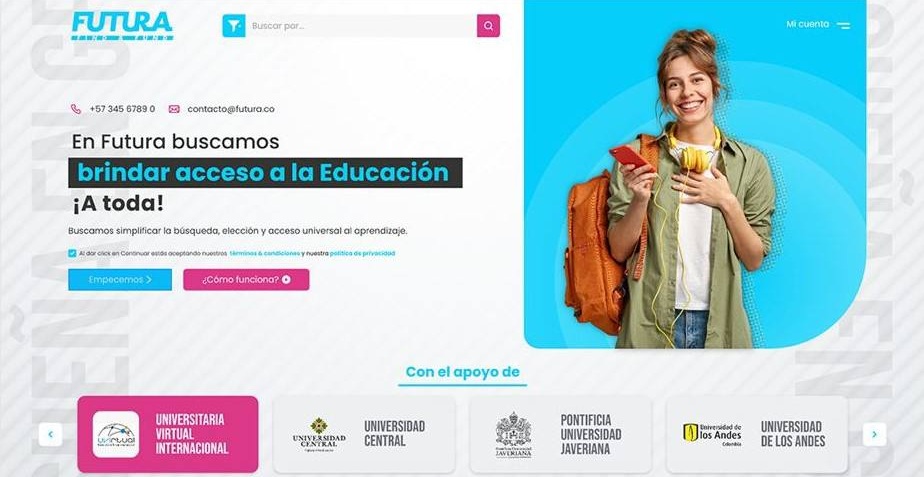 FUTURA
FIND & FUND
Buscar por...
Mi cuenta
+57 345 6789 0
contacto@futura.co
En Futura buscamos
brindar acceso a la Educación
¡A toda!
Buscamos simplificar la búsqueda, elección y acceso universal al aprendizaje.
Al dar click en Continuar estás aceptando nuestros términos & condiciones y nuestra política de privacidad
Empecemos
¿Cómo funciona?
Con el apoyo de
uvirtual
UNIVERSITARIA
VIRTUAL
INTERNACIONAL
UNIVERSIDAD
CENTRAL
UNIVERSIDAD
CENTRAL
JAVERIANA
PONTIFICIA
UNIVERSIDAD
JAVERIANA
Universidad de
los Andes
Colombia
UNIVERSIDAD
DE LOS ANDES